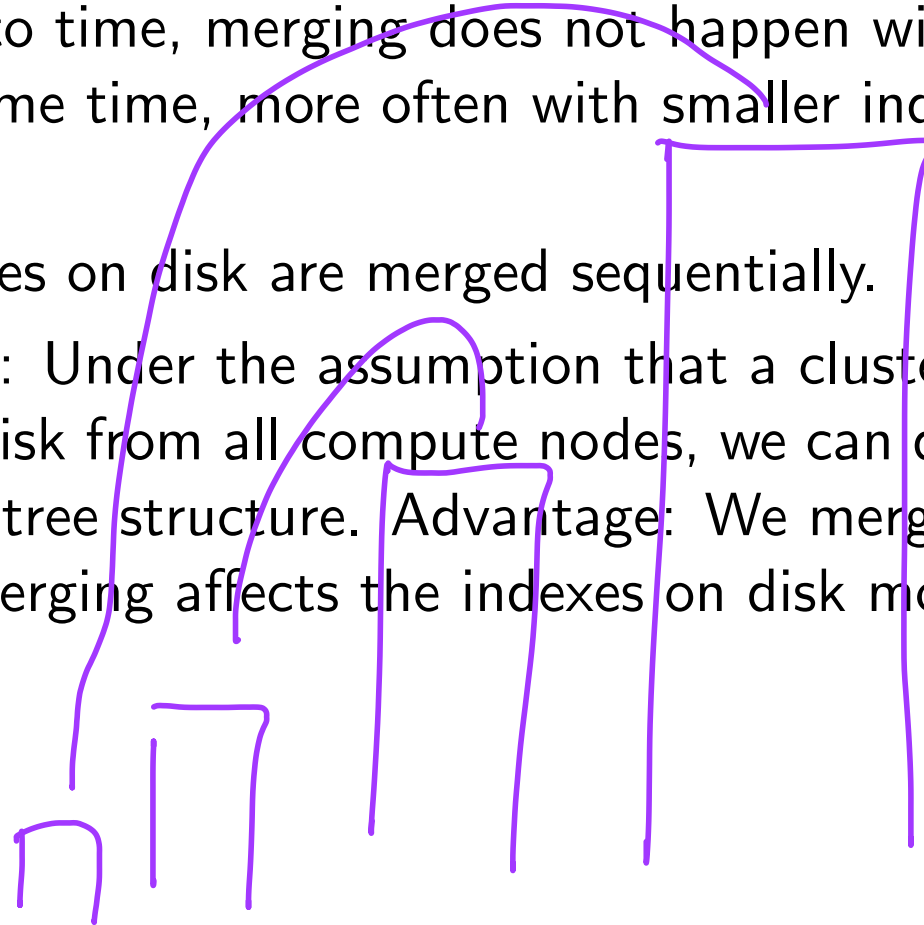 to time, merging does not happen wi
me time, more often with smaller ind
es on disk are merged sequentially.
: Under the assumption that a cluste
isk from all compute nodes, we can
tree structure. Advantage: We merg
erging affects the indexes on disk mo